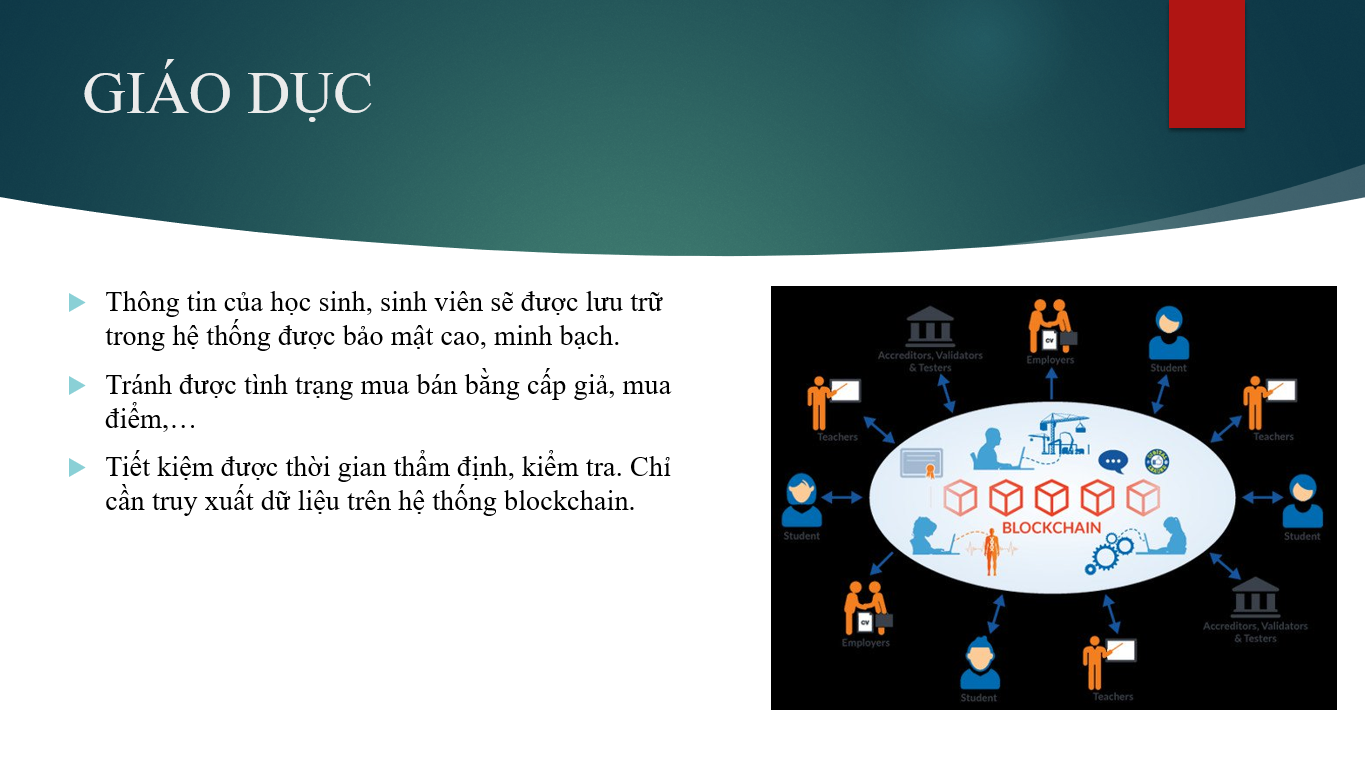 GIÁO DỤC
Thông tin của học sinh, sinh viên sẽ được lưu trữ
trong hệ thống được bảo mật cao, minh bạch.
Tránh được tình trạng mua bán bằng cấp giả, mua
điểm,…
Tiết kiệm được thời gian thẩm định, kiểm tra. Chỉ
cần truy xuất dữ liệu trên hệ thống blockchain.
Accreditors, Validators
& Testers
CV
Employers
Student
Teachers
Teachers
Student
BLOCKCHAIN
Student
CV
Employers
Accreditors, Validators
& Testers
Student
Teachers